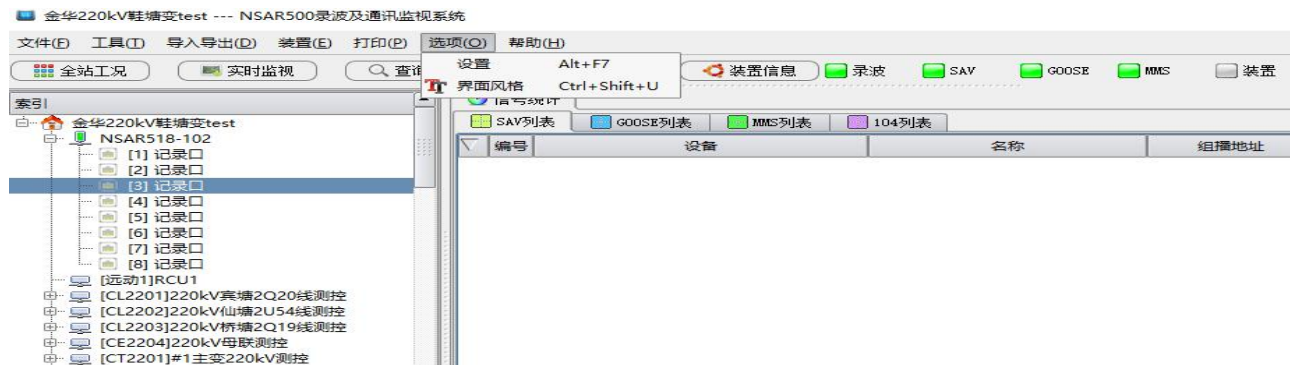 金华220kV鞋塘变test --- NSAR500录波及通讯监视系统
文件(F) 工具(T) 导入导出(D) 装置(E) 打印(P) 选项(O) 帮助(H)
全站工况 实时监视 查 装置信息 录波 SAV GOOSE MMS 装置
设置 Alt+F7
界面风格 Ctrl+Shift+U
索引
信号统计
金华220kV鞋塘变test
SAV列表 GOOSE列表 MMS列表 104列表
NSAR518-102
编号 设备 名称 组播地址
[1] 记录口
[2] 记录口
[3] 记录口
[4] 记录口
[5] 记录口
[6] 记录口
[7] 记录口
[8] 记录口
[远动1]RCU1
[CL2201]220kV宾塘2Q20线测控
[CL2202]220kV仙塘2U54线测控
[CL2203]220kV桥塘2Q19线测控
[CE2204]220kV母联测控
[CT2201]#1主变220kV测控